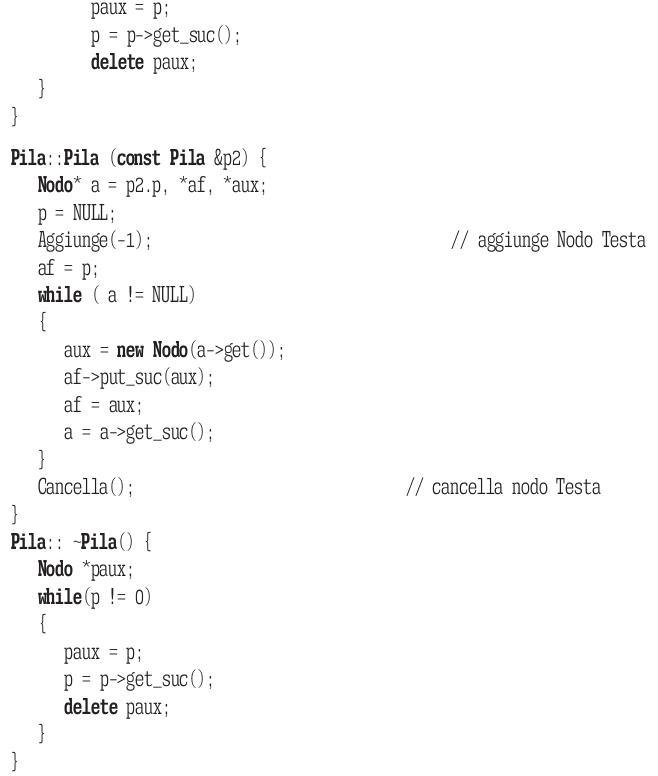 paux = p;
p = p->get_suc();
delete paux;
}
}
Pila::Pila (const Pila &p2) {
Nodo* a = p2.p, *af, *aux;
p = NULL;
Aggiunge(-1); // aggiunge Nodo Testa
af = p;
while ( a != NULL)
{
aux = new Nodo(a->get());
af->put_suc(aux);
af = aux;
a = a->get_suc();
}
Cancella(); // cancella nodo Testa
}
Pila:: ~Pila() {
Nodo *paux;
while(p != 0)
{
paux = p;
p = p->get_suc();
delete paux;
}
}